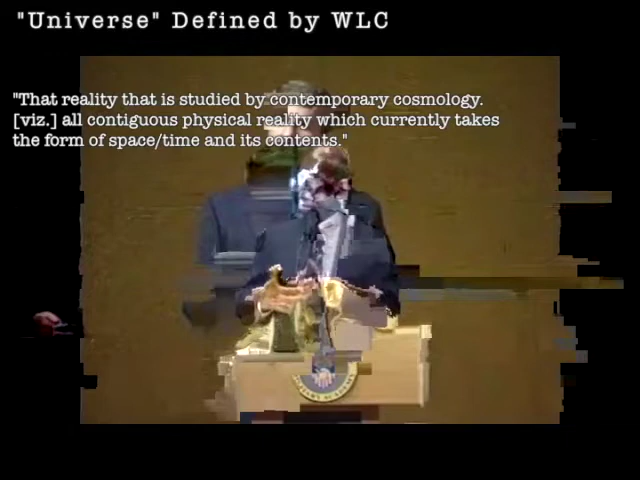 "Universe" Defined by WLC
"That reality that is studied by contemporary cosmology.
[viz.] all contiguous physical reality which currently takes
the form of space/time and its contents."